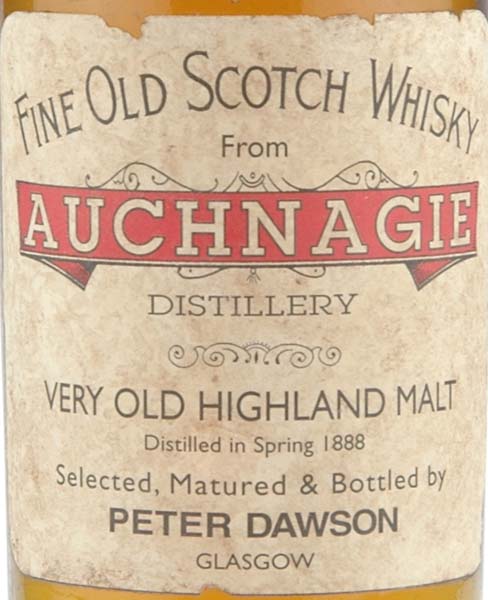 Fine Old Scotch Whisky
From
AUCHNAGIE
DISTILLERY
VERY OLD HIGHLAND MALT
Distilled in Spring 1888
Selected, Matured & Bottled by
PETER DAWSON
GLASGOW